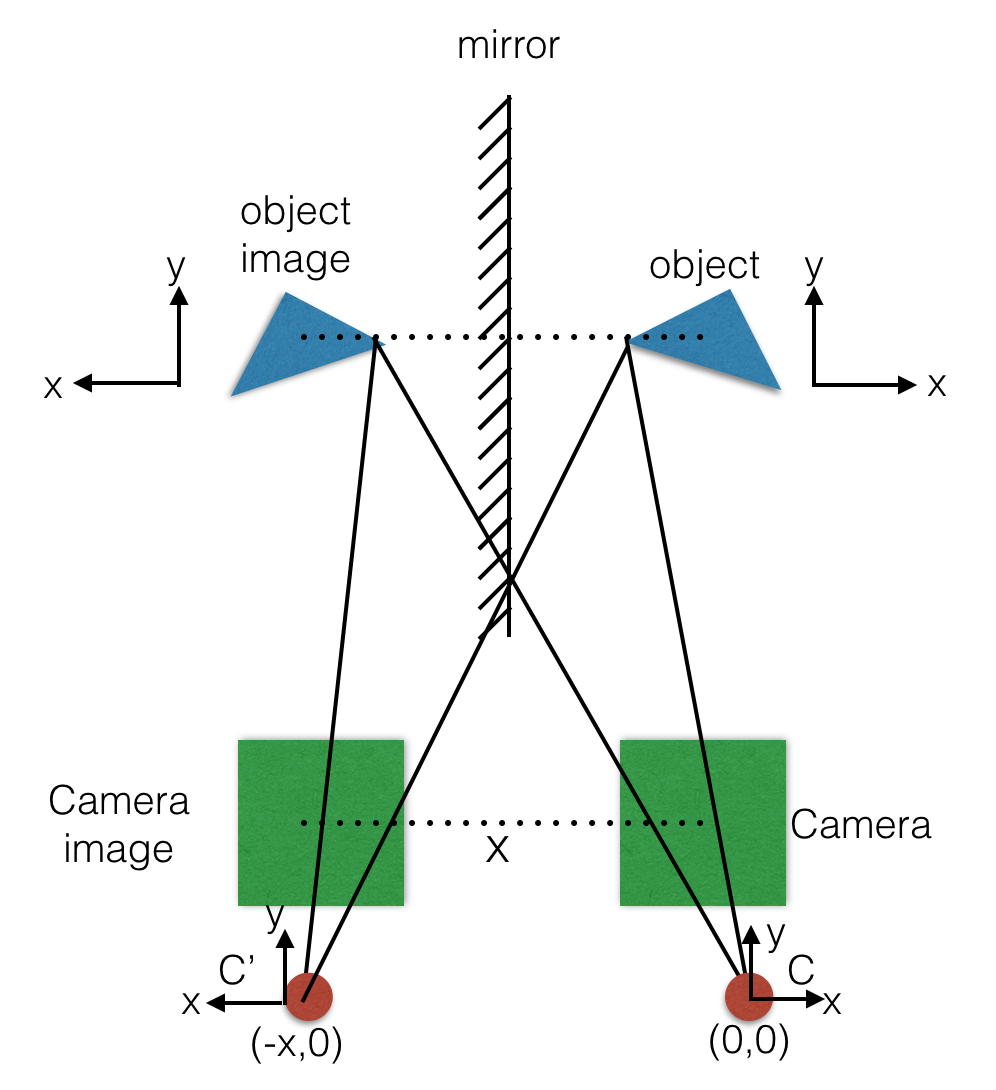 mirror
object
image
object
y
y
x
x
Camera
image
x
Camera
y
y
C’
C
x
x
(-x,0)
(0,0)